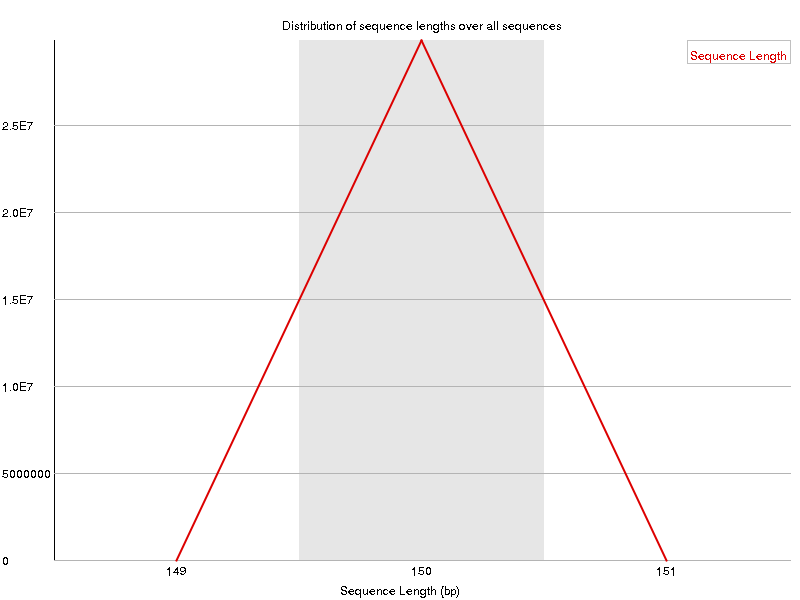 Distribution of sequence lengths over all sequences
Sequence Length
2.5E7
2.0E7
1.5E7
1.0E7
5000000
0
149 150 151
Sequence Length (bp)